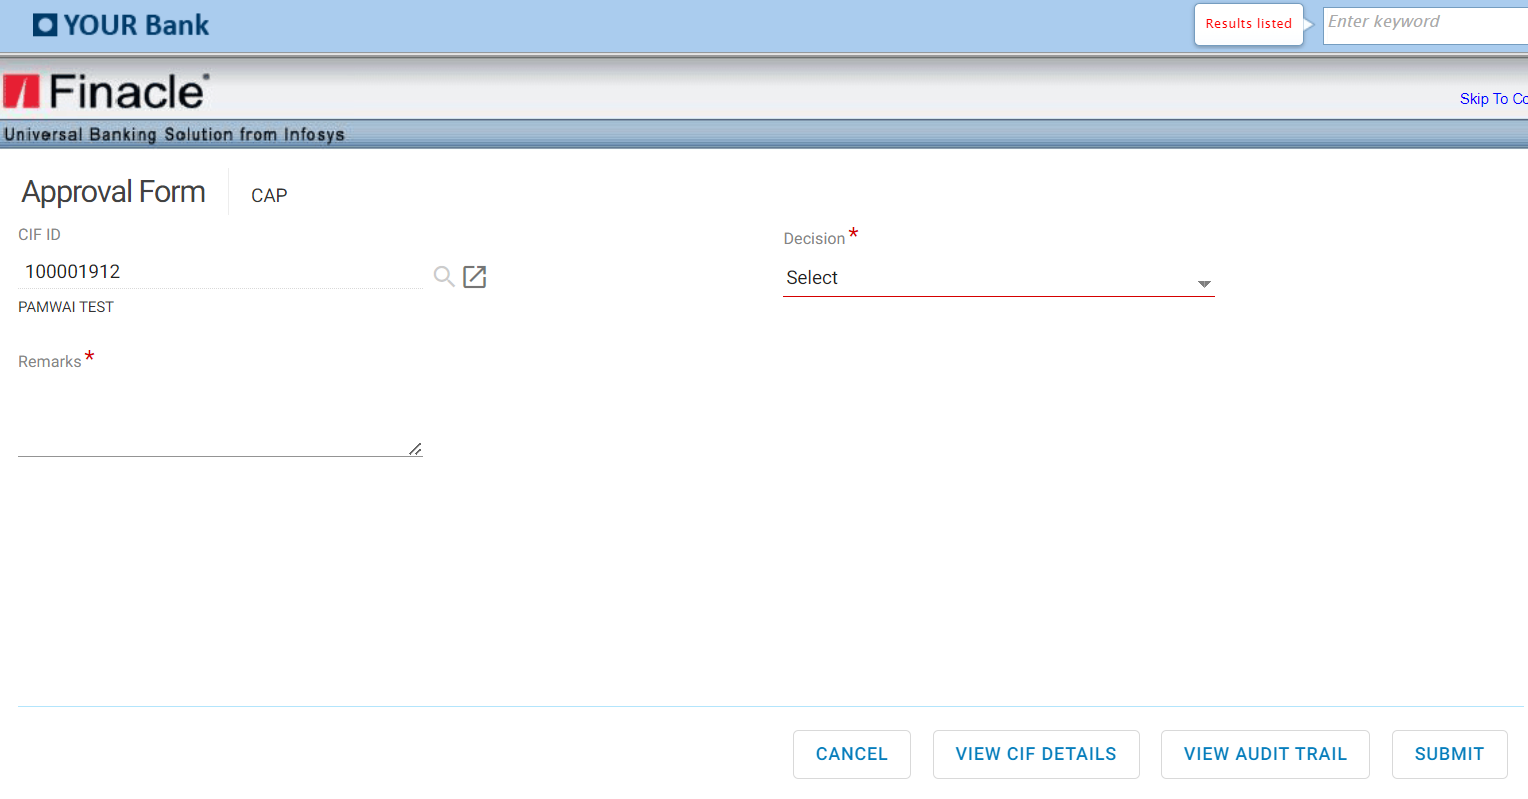 YOUR Bank
Results listed
Enter keyword
Finacle
Skip To Co
Universal Banking Solution from Infosys
Approval Form
CAP
CIF ID
Decision *
100001912
Select
PAMWAI TEST
Remarks *
CANCEL
VIEW CIF DETAILS
VIEW AUDIT TRAIL
SUBMIT